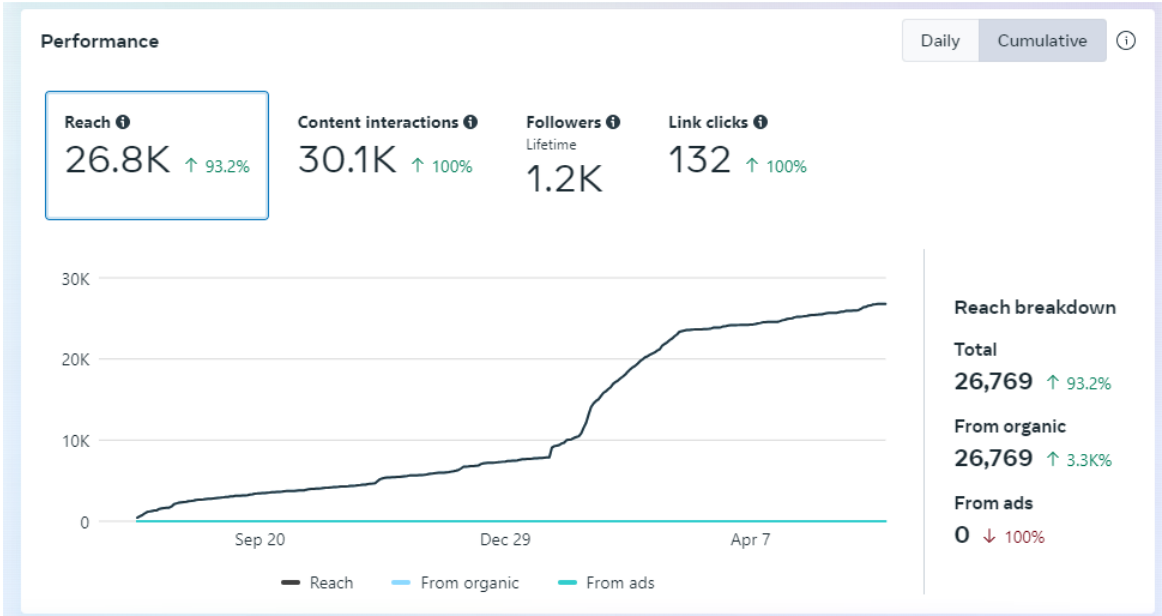 Performance
Daily
Cumulative
Reach
26.8K ↑ 93.2%
Content interactions
30.1K ↑ 100%
Followers
Lifetime
1.2K
Link clicks
132 ↑ 100%
30K
20K
10K
0
Sep 20
Dec 29
Apr 7
Reach
From organic
From ads
Reach breakdown
Total
26,769 ↑ 93.2%
From organic
26,769 ↑ 3.3K%
From ads
0 ↓ 100%